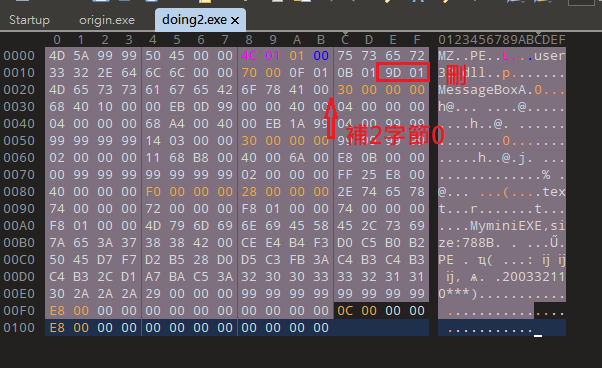 Startup origin.exe doing2.exe ×
0 1 2 3 4 5 6 7 8 9 A B C D E F 0123456789ABCDEF
0000 4D 5A 99 99 50 45 00 00 4C 01 01 00 75 73 65 72 MZ..PE..L...user
0010 33 32 2E 64 6C 6C 00 00 70 00 0F 01 0B 01 9D 01 刪 dll..p.......
0020 4D 65 73 73 61 67 65 42 6F 78 41 00 30 00 00 00 MessageBoxA.0...
0030 68 40 10 00 00 EB 0D 99 00 00 40 00 04 00 00 00 h@........@.....
0040 04 00 00 00 68 A4 00 40 00 EB 1A 99 ....h..@........
補2字節0
0050 99 99 99 99 14 03 00 00 30 00 00 00 ........0.......
0060 02 00 00 00 11 68 B8 00 40 00 6A 00 E8 0B 00 00 .....h..@.j.....
0070 00 99 99 99 99 99 99 99 02 00 00 00 FF 25 E8 00 .............%..
0080 40 00 00 00 F0 00 00 00 28 00 00 00 2E 74 65 78 @.......(....tex
0090 74 00 00 00 72 00 00 00 F8 01 00 00 74 00 00 00 t...r.......t...
00A0 F8 01 00 00 4D 79 6D 69 6E 69 45 58 45 2C 73 69 ....MyminiEXE,si
00B0 7A 65 3A 37 38 38 42 00 CE E4 B4 F3 D0 C5 B0 B2 ze:788B.
00C0 50 45 D7 F7 D2 B5 28 D0 D5 C3 FB 3A C4 B3 C4 B3 PE
00D0 C4 B3 2C D1 A7 BA C5 3A 32 30 30 33 33 32 31 31 20033211
00E0 30 2A 2A 2A 29 00 00 00 99 99 99 99 99 99 99 99 0***)...........
00F0 E8 00 00 00 00 00 00 00 00 00 00 00 0C 00 00 00 ................
0100 E8 00 00 00 00 00 00 00 00 00 00 00 ............